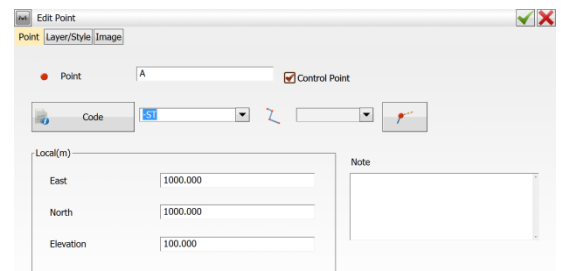 Edit Point
Point Layer/Style Image
Point A Control Point
Code -ST
Local(m) Note
East 1000.000
North 1000.000
Elevation 100.000